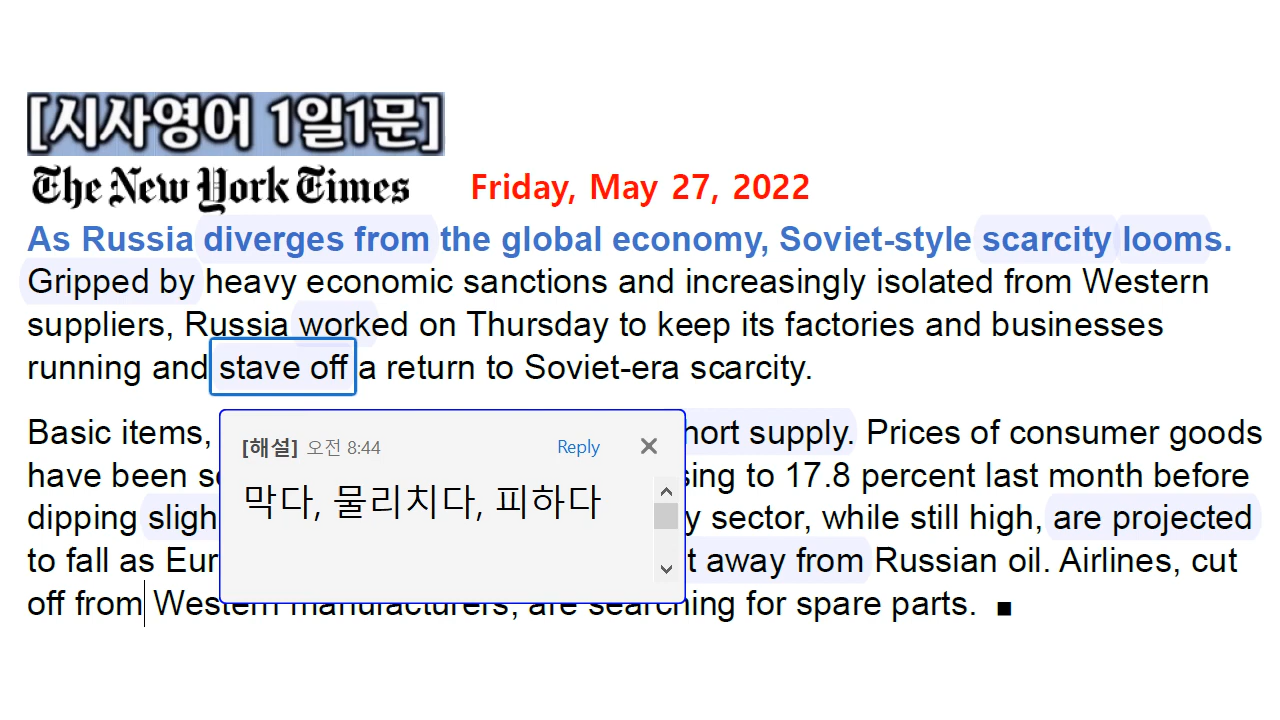 [시사영어 1일1문]
The New York Times Friday, May 27, 2022
As Russia diverges from the global economy, Soviet-style scarcity looms.
Gripped by heavy economic sanctions and increasingly isolated from Western
suppliers, Russia worked on Thursday to keep its factories and businesses
running and stave off a return to Soviet-era scarcity.
Basic items, supply. Prices of consumer goods
[해설] 오전 8:44 Reply
have been to 17.8 percent last month before
막다, 물리치다, 피하다
dipping sector, while still high, are projected
to fall as away from Russian oil. Airlines, cut
off from Western manufacturers, are searching for spare parts. ■